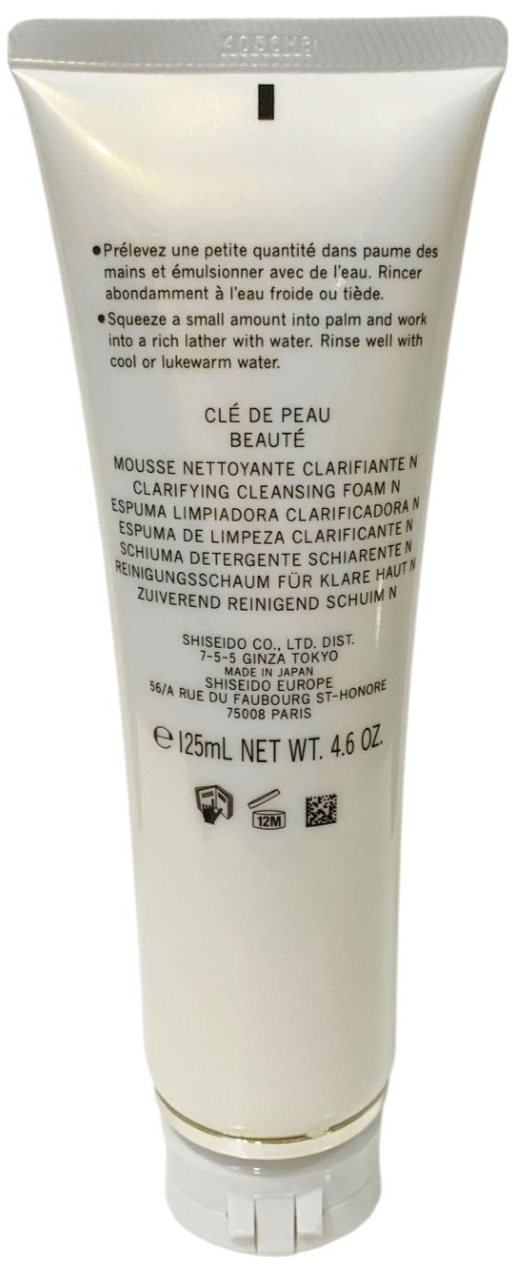 ●Prélevez une petite quantité dans paume des
mains et émulsionner avec de l'eau. Rincer
abondamment à l'eau froide ou tiède.
●Squeeze a small amount into palm and work
into a rich lather with water. Rinse well with
cool or lukewarm water.
CLÉ DE PEAU
BEAUTÉ
MOUSSE NETTOYANTE CLARIFIANTE N
CLARIFYING CLEANSING FOAM N
ESPUMA LIMPIADORA CLARIFICADORA N
ESPUMA DE LIMPEZA CLARIFICANTE N
SCHIUMA DETERGENTE SCHIARENTE N
REINIGUNGSSCHAUM FÜR KLARE HAUT N
ZUIVEREND REINIGEND SCHUIM N
SHISEIDO CO., LTD. DIST.
7-5-5 GINZA TOKYO
MADE IN JAPAN
SHISEIDO EUROPE
56/A RUE DU FAUBOURG ST-HONORE
75008 PARIS
℮ 125mL NET WT. 4.6 OZ.
12M